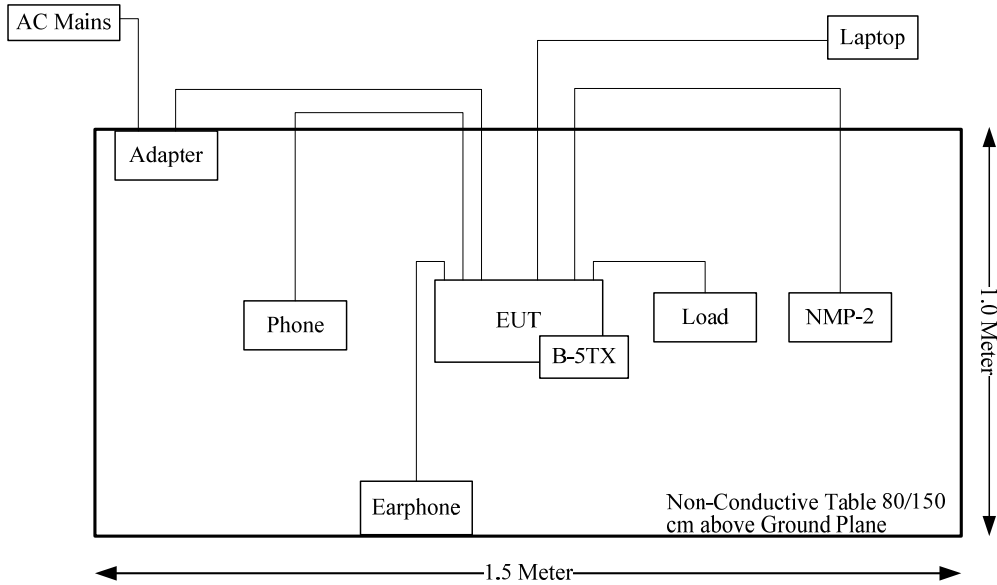 AC Mains
Laptop
Adapter
Phone
EUT
Load
NMP-2
B-5TX
1.0 Meter
Earphone
Non-Conductive Table 80/150
cm above Ground Plane
1.5 Meter